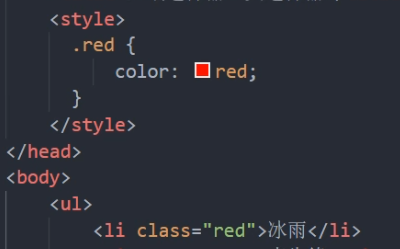 <style>
.red {
color: red;
}
</style>
</head>
<body>
<ul>
<li class="red">冰雨</li>